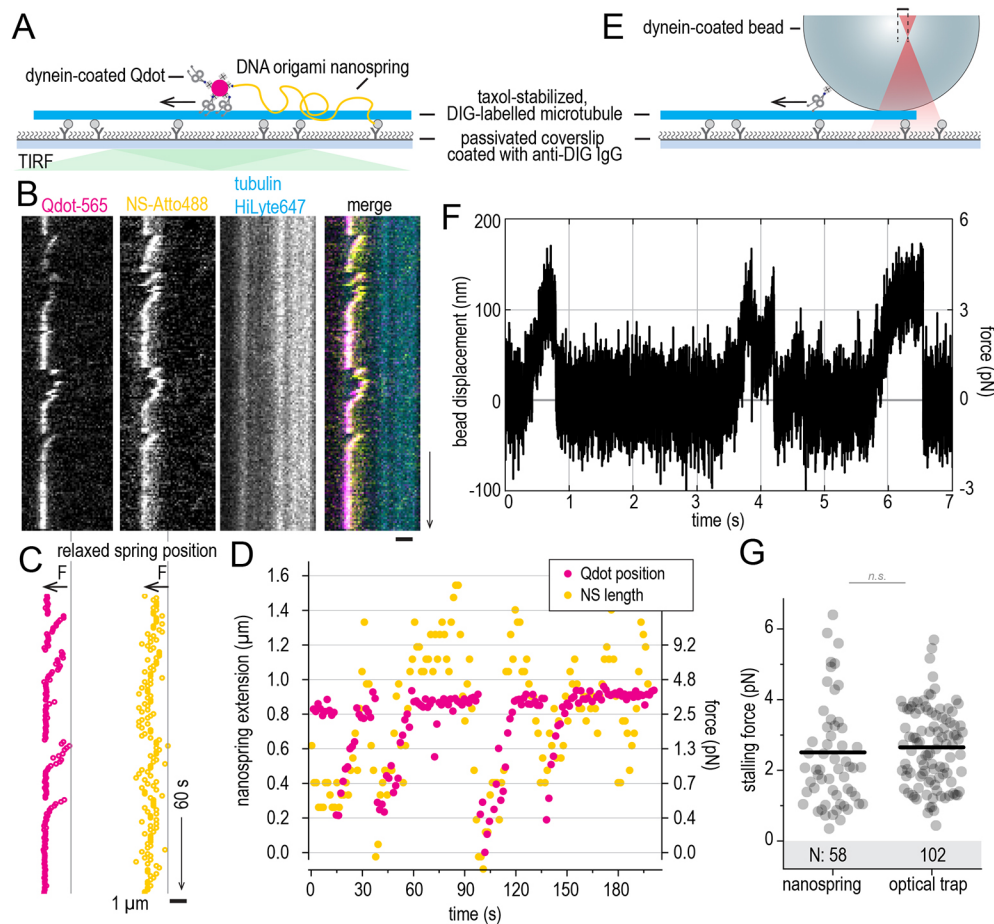 A
dynein-coated Qdot
DNA origami nanospring
taxol-stabilized,
DIG-labelled microtubule
passivated coverslip
coated with anti-DIG IgG
TIRF
E
dynein-coated bead
B
Qdot-565
NS-Atto488
tubulin
HiLyte647
merge
F
200
100
0
-100
bead displacement (nm)
6
3
0
-3
force (pN)
0 1 2 3 4 5 6 7
time (s)
C
relaxed spring position
F
F
60 s
1 µm
D
Qdot position
NS length
1.6
1.4
1.2
1.0
0.8
0.6
0.4
0.2
0.0
nanospring extension (µm)
9.2
4.8
2.5
1.3
0.7
0.4
0.0
force (pN)
0 30 60 90 120 150 180
time (s)
G
n.s.
6
4
2
0
stalling force (pN)
N: 58 102
nanospring optical trap